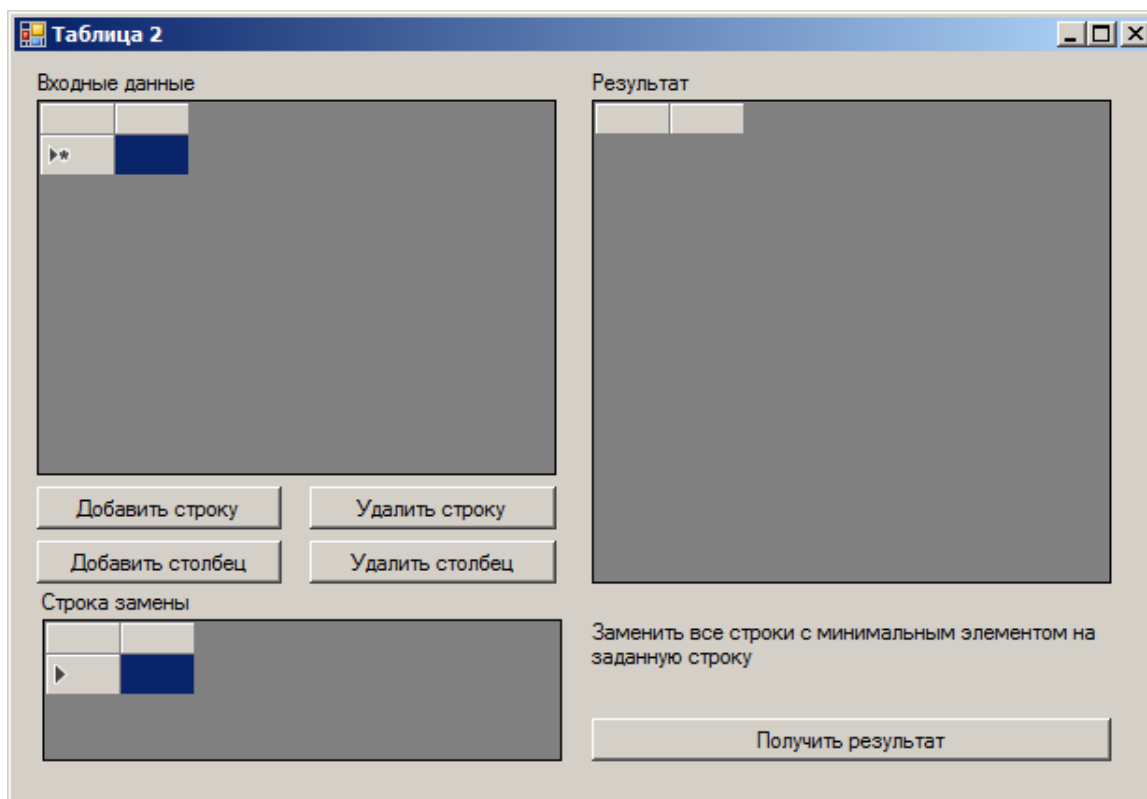 Таблица 2
Входные данные
Результат
Добавить строку
Удалить строку
Добавить столбец
Удалить столбец
Строка замены
Заменить все строки с минимальным элементом на
заданную строку
Получить результат